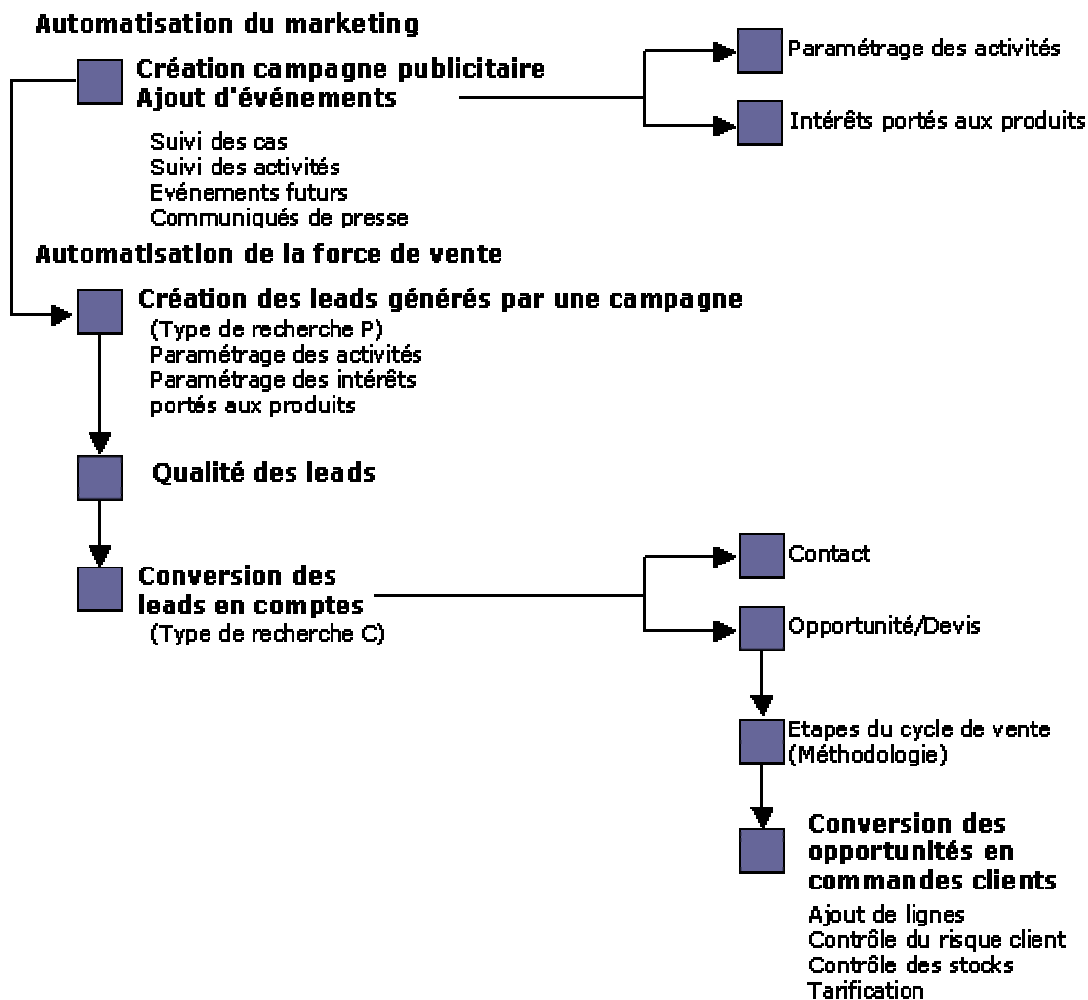 Automatisation du marketing
Création campagne publicitaire
Ajout d'événements
Suivi des cas
Suivi des activités
Evénements futurs
Communiqués de presse
Paramétrage des activités
Intérêts portés aux produits
Automatisation de la force de vente
Création des leads générés par une campagne
(Type de recherche P)
Paramétrage des activités
Paramétrage des intérêts
portés aux produits
Qualité des leads
Conversion des
leads en comptes
(Type de recherche C)
Contact
Opportunité/Devis
Etapes du cycle de vente
(Méthodologie)
Conversion des
opportunités en
commandes clients
Ajout de lignes
Contrôle du risque client
Contrôle des stocks
Tarification